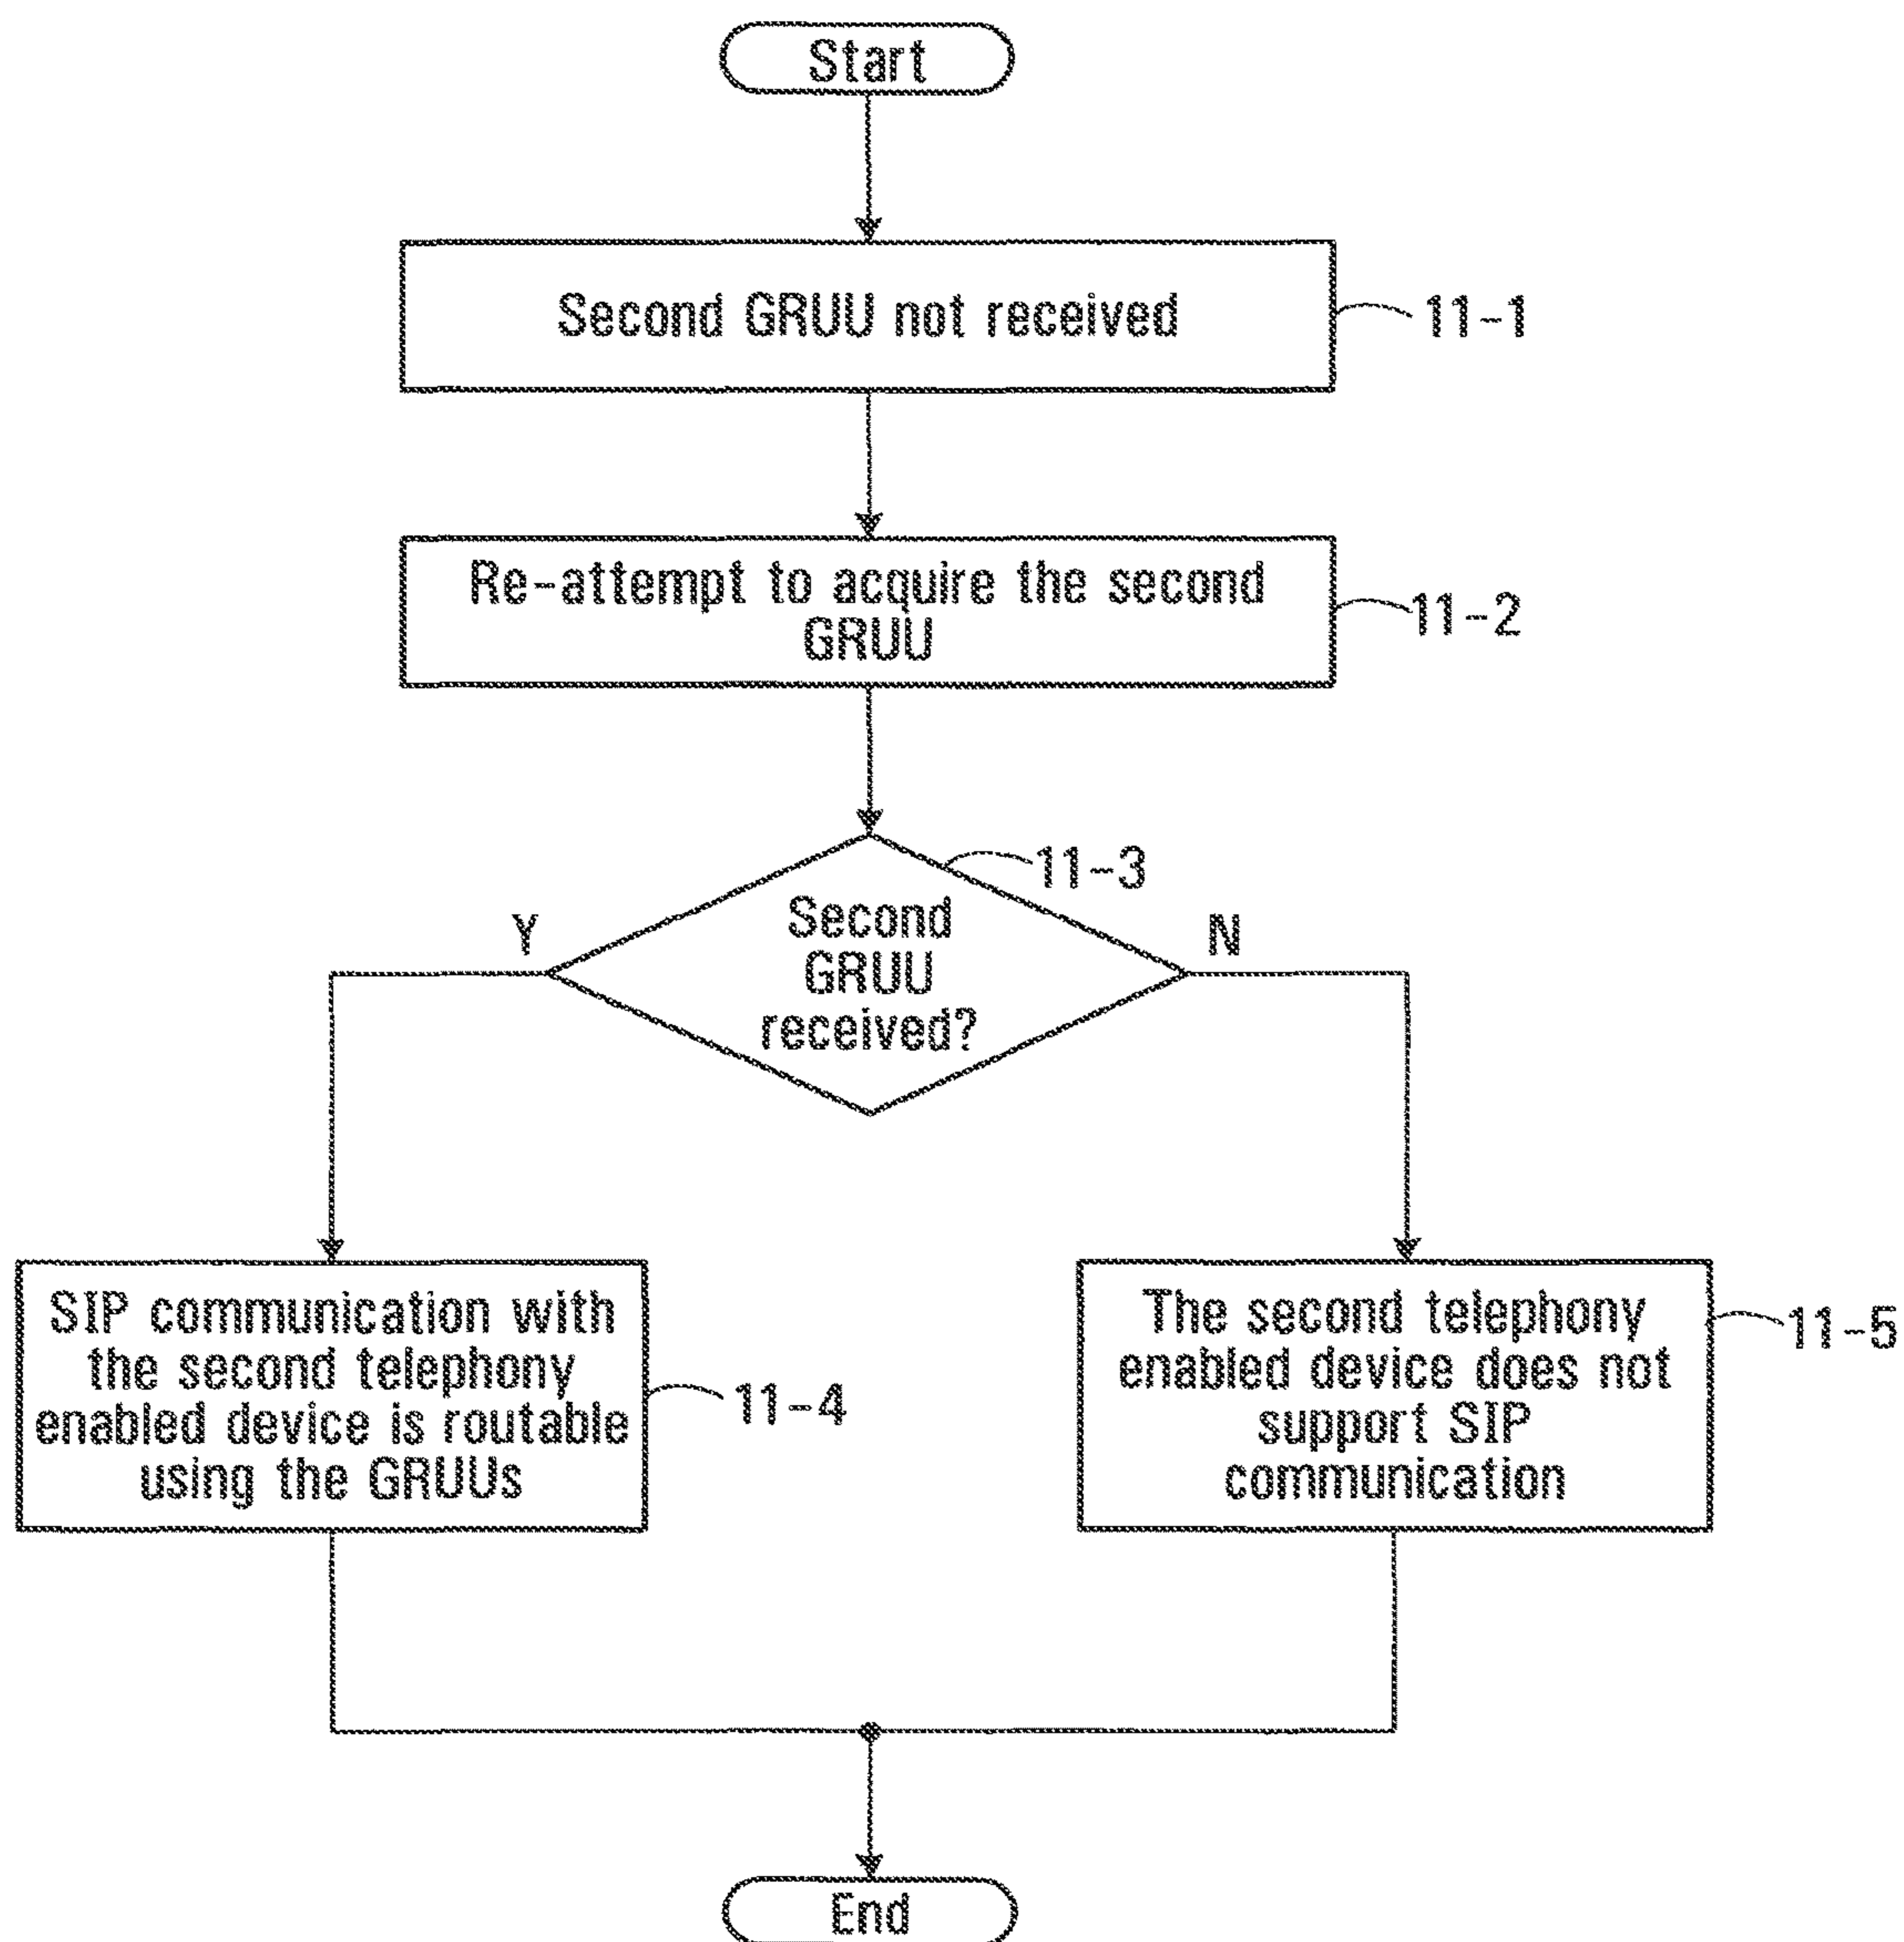 Start
Second GRUU not received
11-1
Re-attempt to acquire the second
GRUU
11-2
11-3
Second
GRUU
received?
Y
N
SIP communication with
the second telephony
enabled device is routable
using the GRUUs
11-4
The second telephony
enabled device does not
support SIP
communication
11-5
End